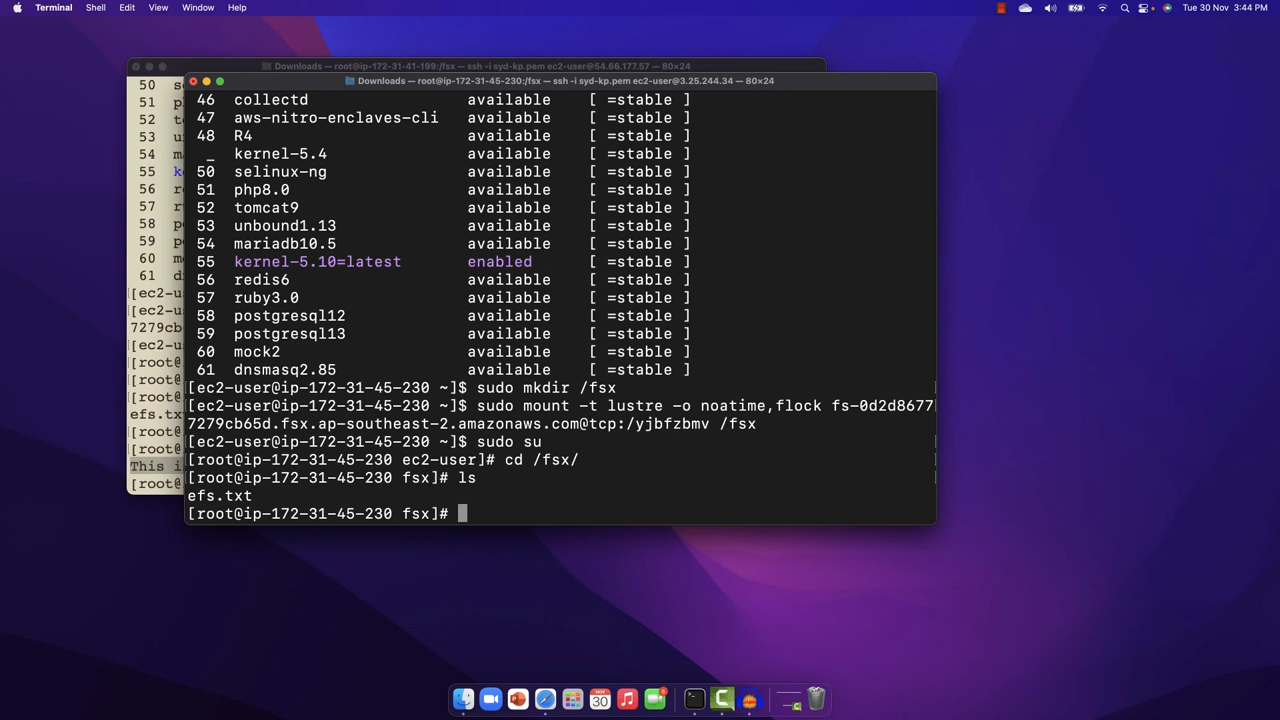 Terminal Shell Edit View Window Help Tue 30 Nov 3:44 PM
Downloads — root@ip-172-31-41-199:/fsx — ssh -i syd-kp.pem ec2-user@54.66.177.57 — 80×24
50
51
52
53
54
55
56
57
58
59
60
61
[[ec2-us
[[ec2-us
7279cb6
[[ec2-us
[[root@
[[root@
[[root@
efs.tx
[[root@
[[root@
This i
[[root@
Downloads — root@ip-172-31-45-230:/fsx — ssh -i syd-kp.pem ec2-user@3.25.244.34 — 80×24
46 collectd available [ =stable ]
47 aws-nitro-enclaves-cli available [ =stable ]
48 R4 available [ =stable ]
_ kernel-5.4 available [ =stable ]
50 selinux-ng available [ =stable ]
51 php8.0 available [ =stable ]
52 tomcat9 available [ =stable ]
53 unbound1.13 available [ =stable ]
54 mariadb10.5 available [ =stable ]
55 kernel-5.10=latest enabled [ =stable ]
56 redis6 available [ =stable ]
57 ruby3.0 available [ =stable ]
58 postgresql12 available [ =stable ]
59 postgresql13 available [ =stable ]
60 mock2 available [ =stable ]
61 dnsmasq2.85 available [ =stable ]
[[ec2-user@ip-172-31-45-230 ~]$ sudo mkdir /fsx ]
[[ec2-user@ip-172-31-45-230 ~]$ sudo mount -t lustre -o noatime,flock fs-0d2d8677
7279cb65d.fsx.ap-southeast-2.amazonaws.com@tcp:/yjbfzbmv /fsx
[[ec2-user@ip-172-31-45-230 ~]$ sudo su ]
[[root@ip-172-31-45-230 ec2-user]# cd /fsx/ ]
[[root@ip-172-31-45-230 fsx]# ls ]
efs.txt
[[root@ip-172-31-45-230 fsx]#
NOV
30